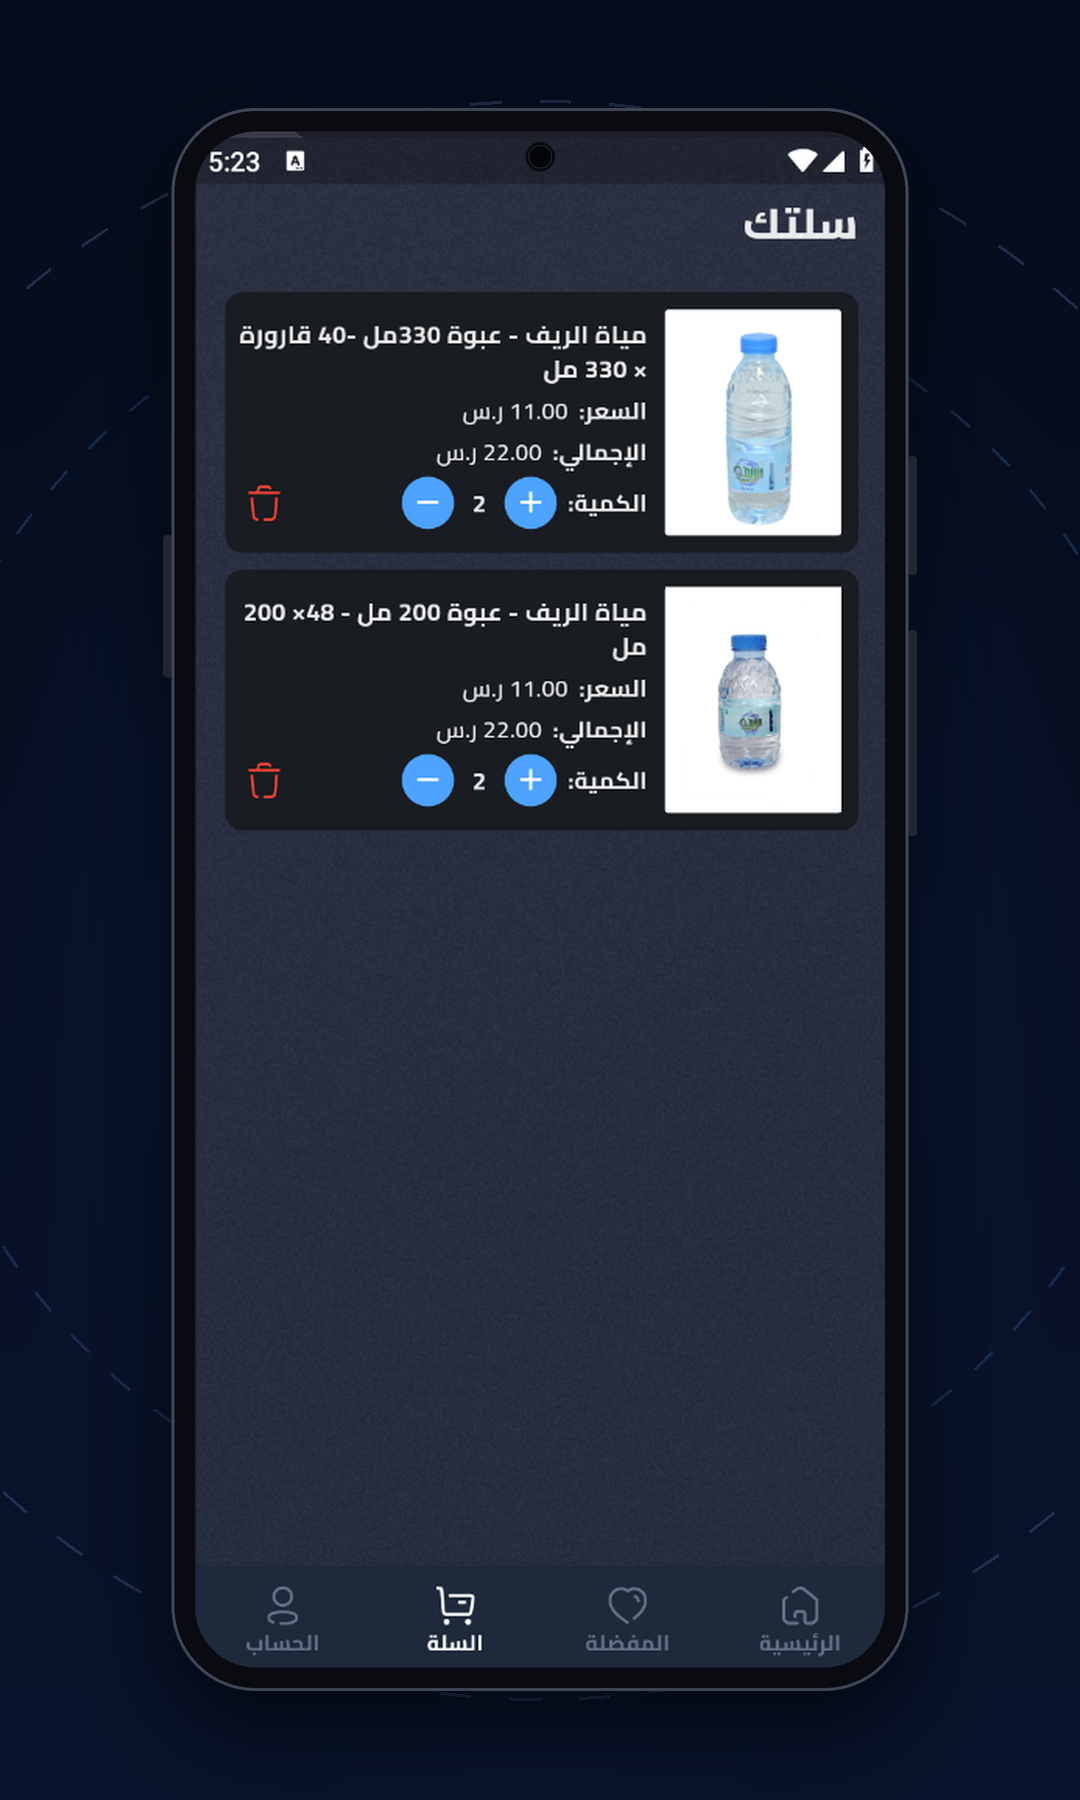 5:23
A
سلتك
مياة الريف - عبوة 330مل -40 قارورة
× 330 مل
السعر: 11.00 ر.س
الإجمالي: 22.00 ر.س
الكمية: + 2 −
مياة الريف - عبوة 200 مل - 48× 200
مل
السعر: 11.00 ر.س
الإجمالي: 22.00 ر.س
الكمية: + 2 −
الرئيسية
المفضلة
السلة
الحساب